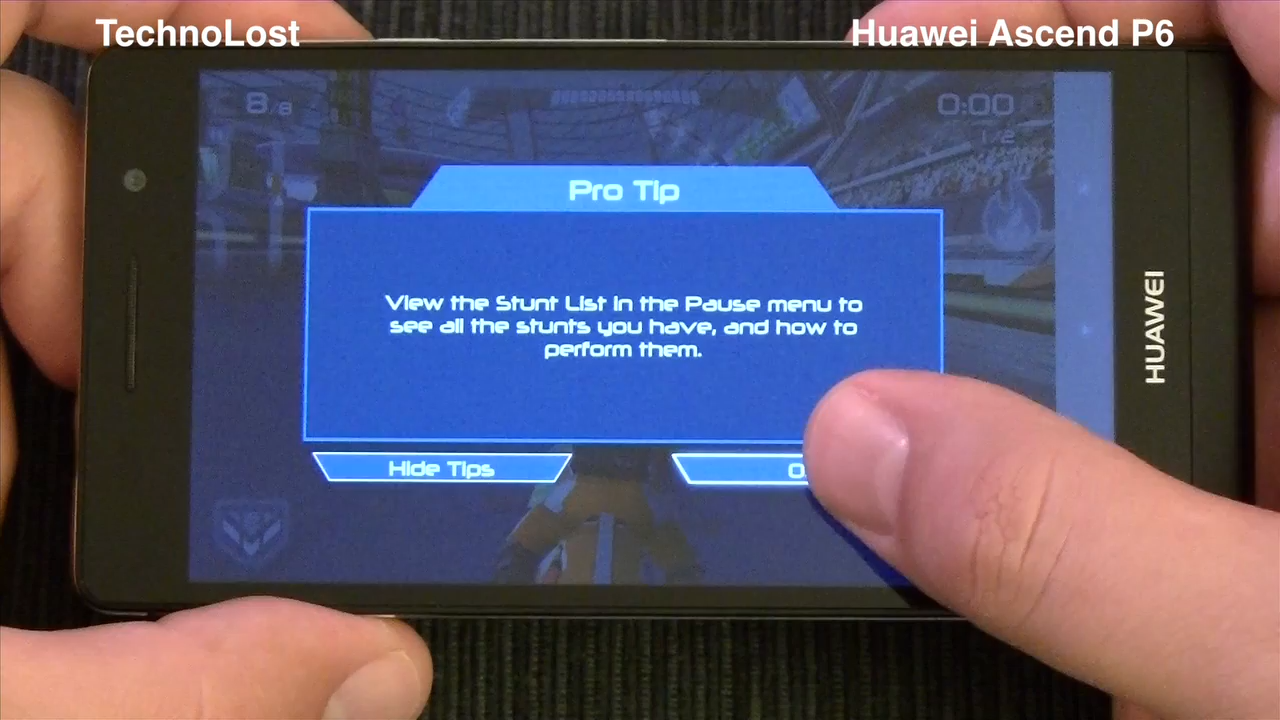 TechnoLost
Huawei Ascend P6
8/8
0:00
1/2
Pro Tip
View the Stunt List in the Pause menu to
see all the stunts you have, and how to
perform them.
Hide Tips
HUAWEI